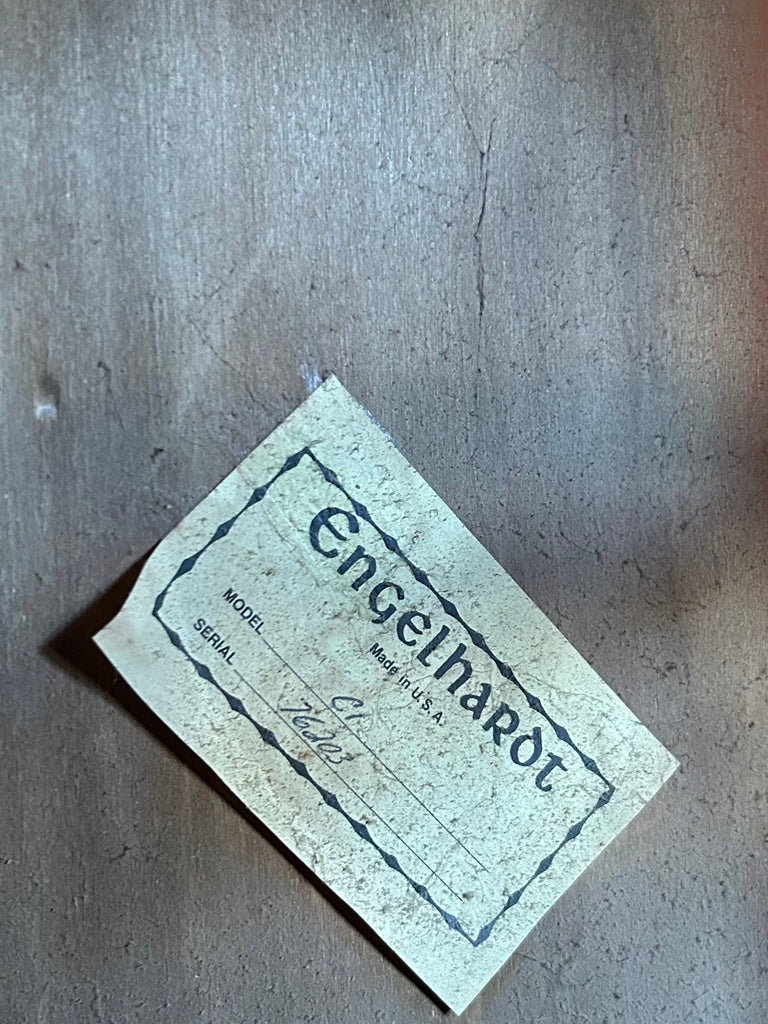 Engelhardt
Made in U.S.A.
MODEL C1
SERIAL 76203